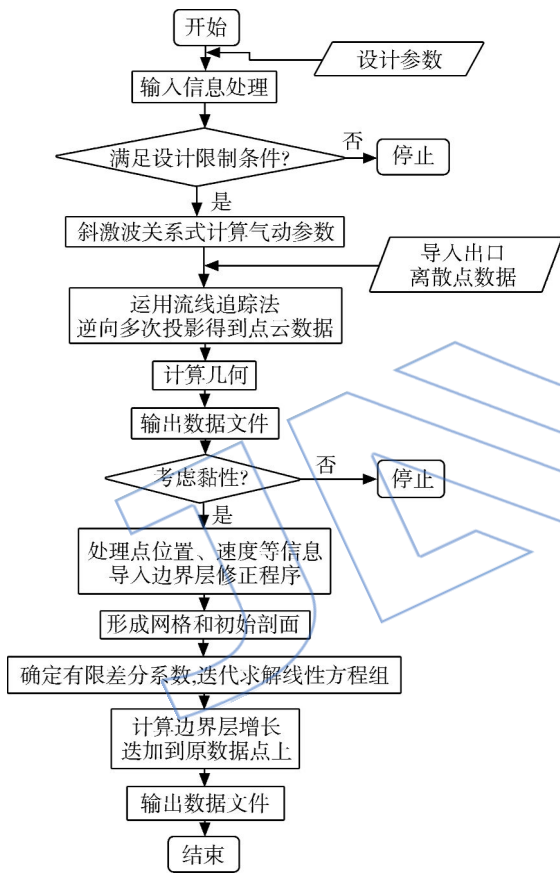 开始
设计参数
输入信息处理
满足设计限制条件?
否
停止
是
斜激波关系式计算气动参数
导入出口
离散点数据
运用流线追踪法
逆向多次投影得到点云数据
计算几何
输出数据文件
考虑黏性?
否
停止
是
处理点位置、速度等信息
导入边界层修正程序
形成网格和初始剖面
确定有限差分系数,迭代求解线性方程组
计算边界层增长
迭加到原数据点上
输出数据文件
结束